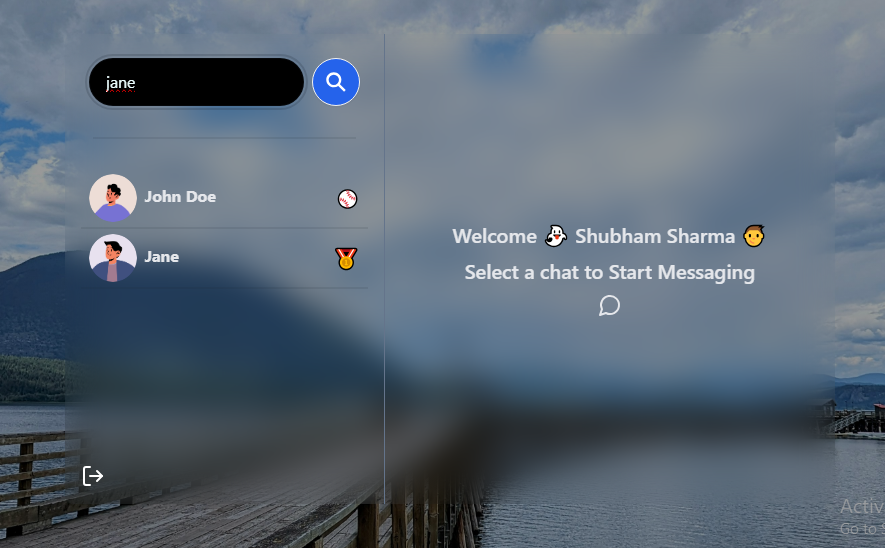 jane
John Doe
Jane
Welcome 👻 Shubham Sharma 👨
Select a chat to Start Messaging
Activ
Go to